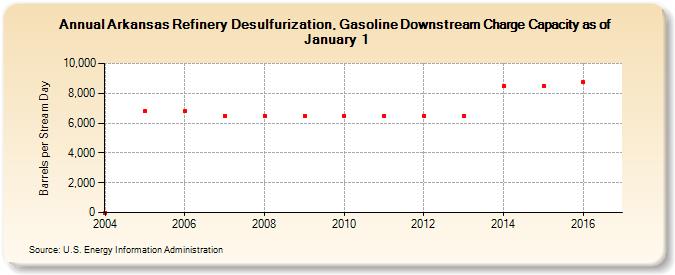 Annual Arkansas Refinery Desulfurization, Gasoline Downstream Charge Capacity as of
January 1
Barrels per Stream Day
10,000
8,000
6,000
4,000
2,000
0
2004 2006 2008 2010 2012 2014 2016
Source: U.S. Energy Information Administration